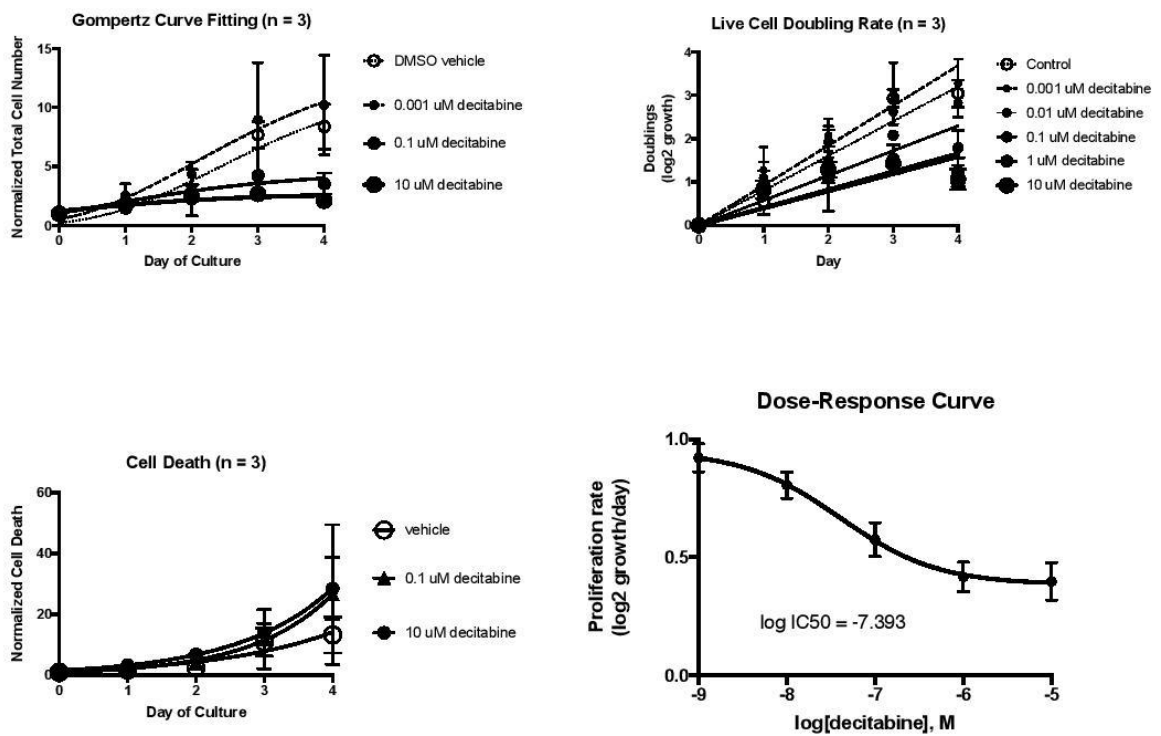 Gompertz Curve Fitting (n = 3)
Normalized Total Cell Number
15
10
5
0
0 1 2 3 4
Day of Culture
DMSO vehicle
0.001 uM decitabine
0.1 uM decitabine
10 uM decitabine
Live Cell Doubling Rate (n = 3)
Doublings
(log2 growth)
4
3
2
1
0
0 1 2 3 4
Day
Control
0.001 uM decitabine
0.01 uM decitabine
0.1 uM decitabine
1 uM decitabine
10 uM decitabine
Cell Death (n = 3)
Normalized Cell Death
60
40
20
0
0 1 2 3 4
Day of Culture
vehicle
0.1 uM decitabine
10 uM decitabine
Dose-Response Curve
Proliferation rate
(log2 growth/day)
1.0
0.5
0.0
log IC50 = -7.393
-9 -8 -7 -6 -5
log[decitabine], M